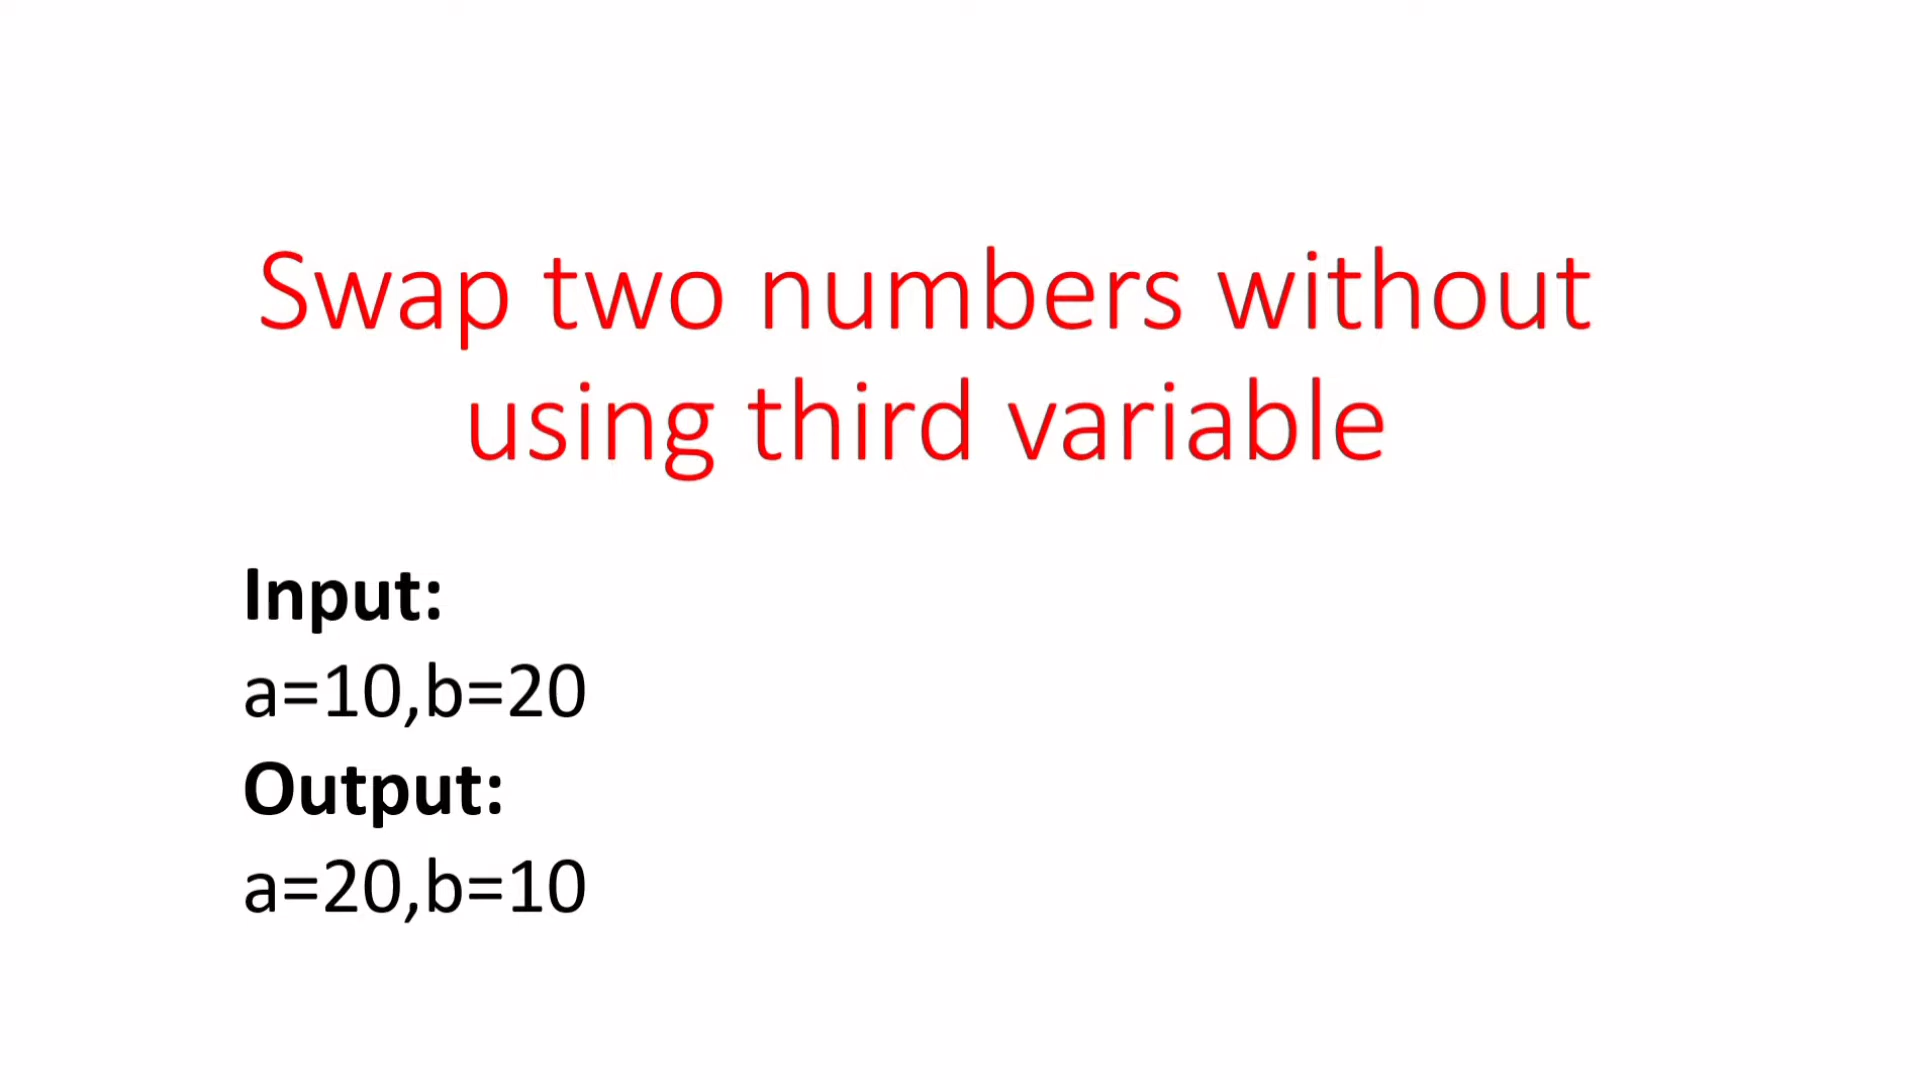 Swap two numbers without
using third variable
Input:
a=10,b=20
Output:
a=20,b=10